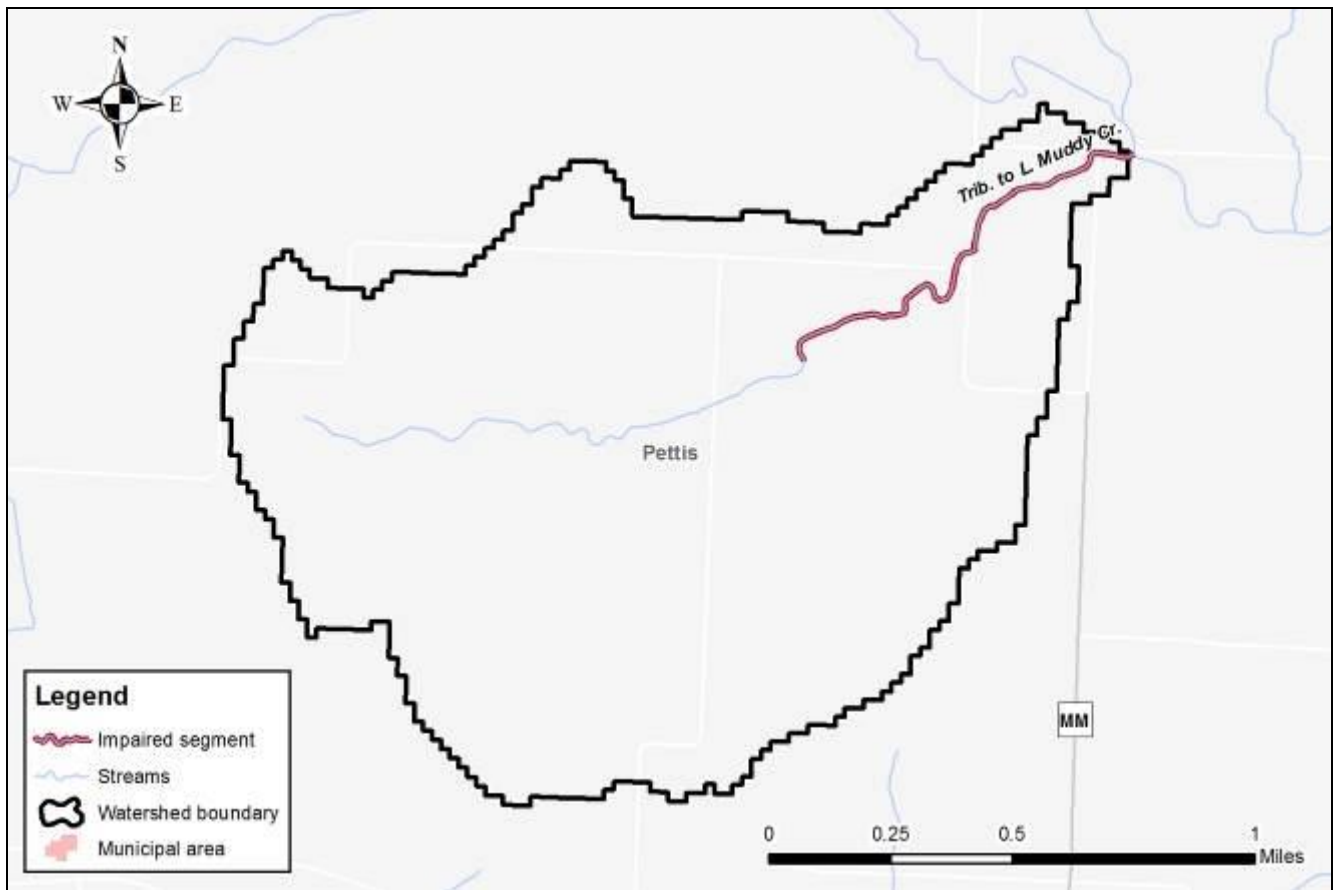 N
W E
S
Trib. to L. Muddy Cr.
Pettis
MM
Legend
Impaired segment
Streams
Watershed boundary
Municipal area
0 0.25 0.5 1
Miles